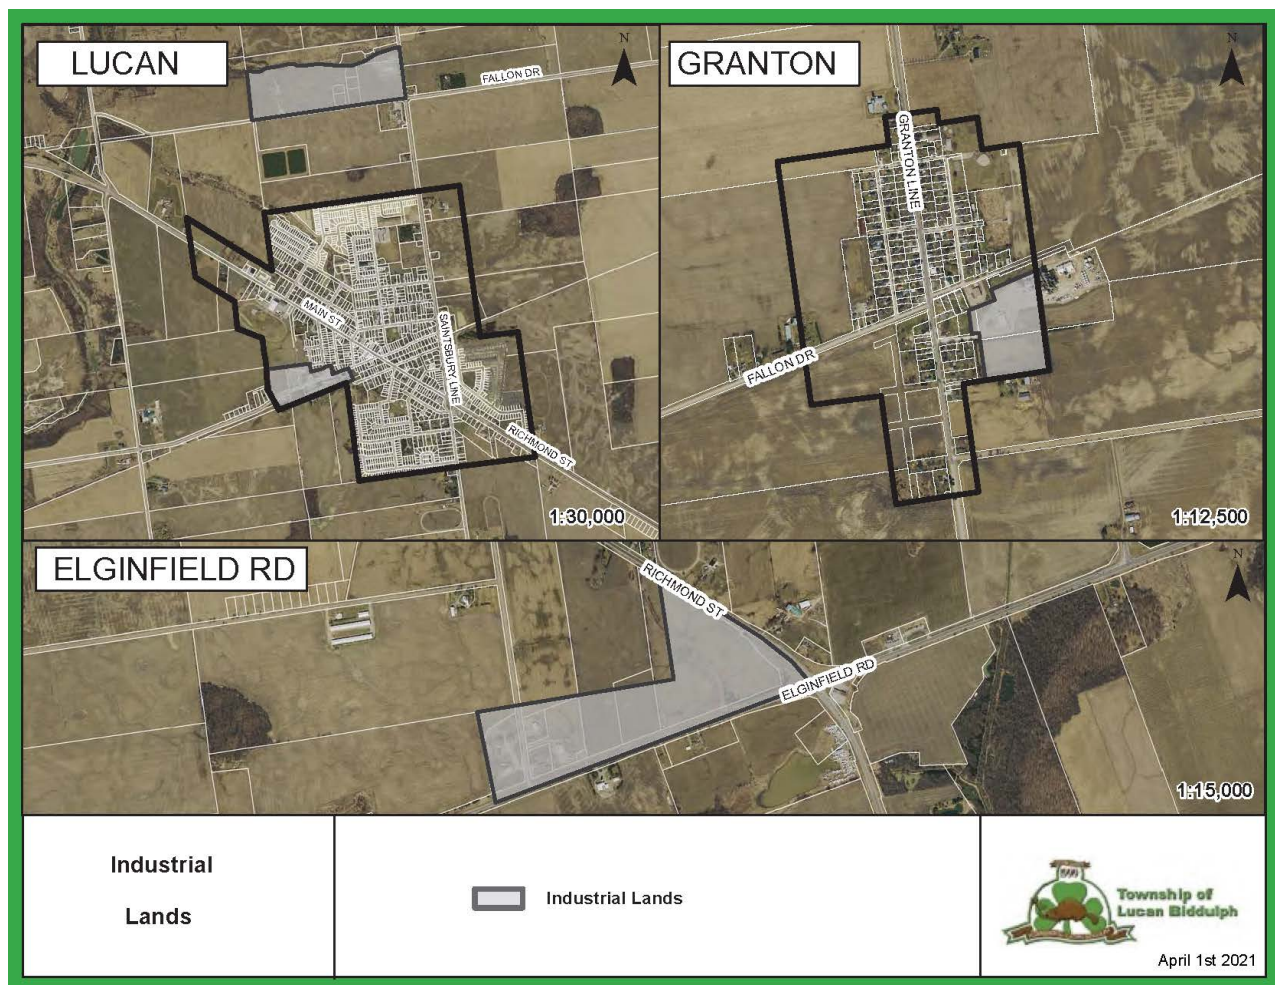 LUCAN
N
FALLON DR
MAIN ST
SAINTSBURY LINE
RICHMOND ST
1:30,000
GRANTON
N
GRANTON LINE
FALLON DR
1:12,500
ELGINFIELD RD
N
RICHMOND ST
ELGINFIELD RD
1:15,000
Industrial
Lands
Industrial Lands
Township of
Lucan Biddulph
April 1st 2021